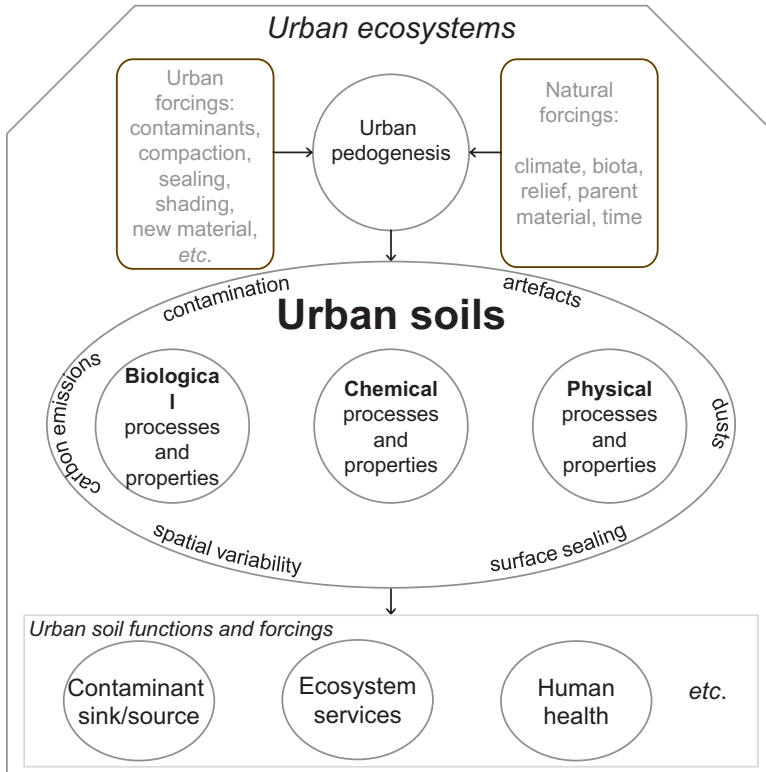 Urban ecosystems
Urban
forcings:
contaminants,
compaction,
sealing,
shading,
new material,
etc.
Urban
pedogenesis
Natural
forcings:
climate, biota,
relief, parent
material, time
contamination
artefacts
Urban soils
carbon emissions
Biologica
l
processes
and
properties
Chemical
processes
and
properties
Physical
processes
and
properties
dusts
spatial variability
surface sealing
Urban soil functions and forcings
Contaminant
sink/source
Ecosystem
services
Human
health
etc.